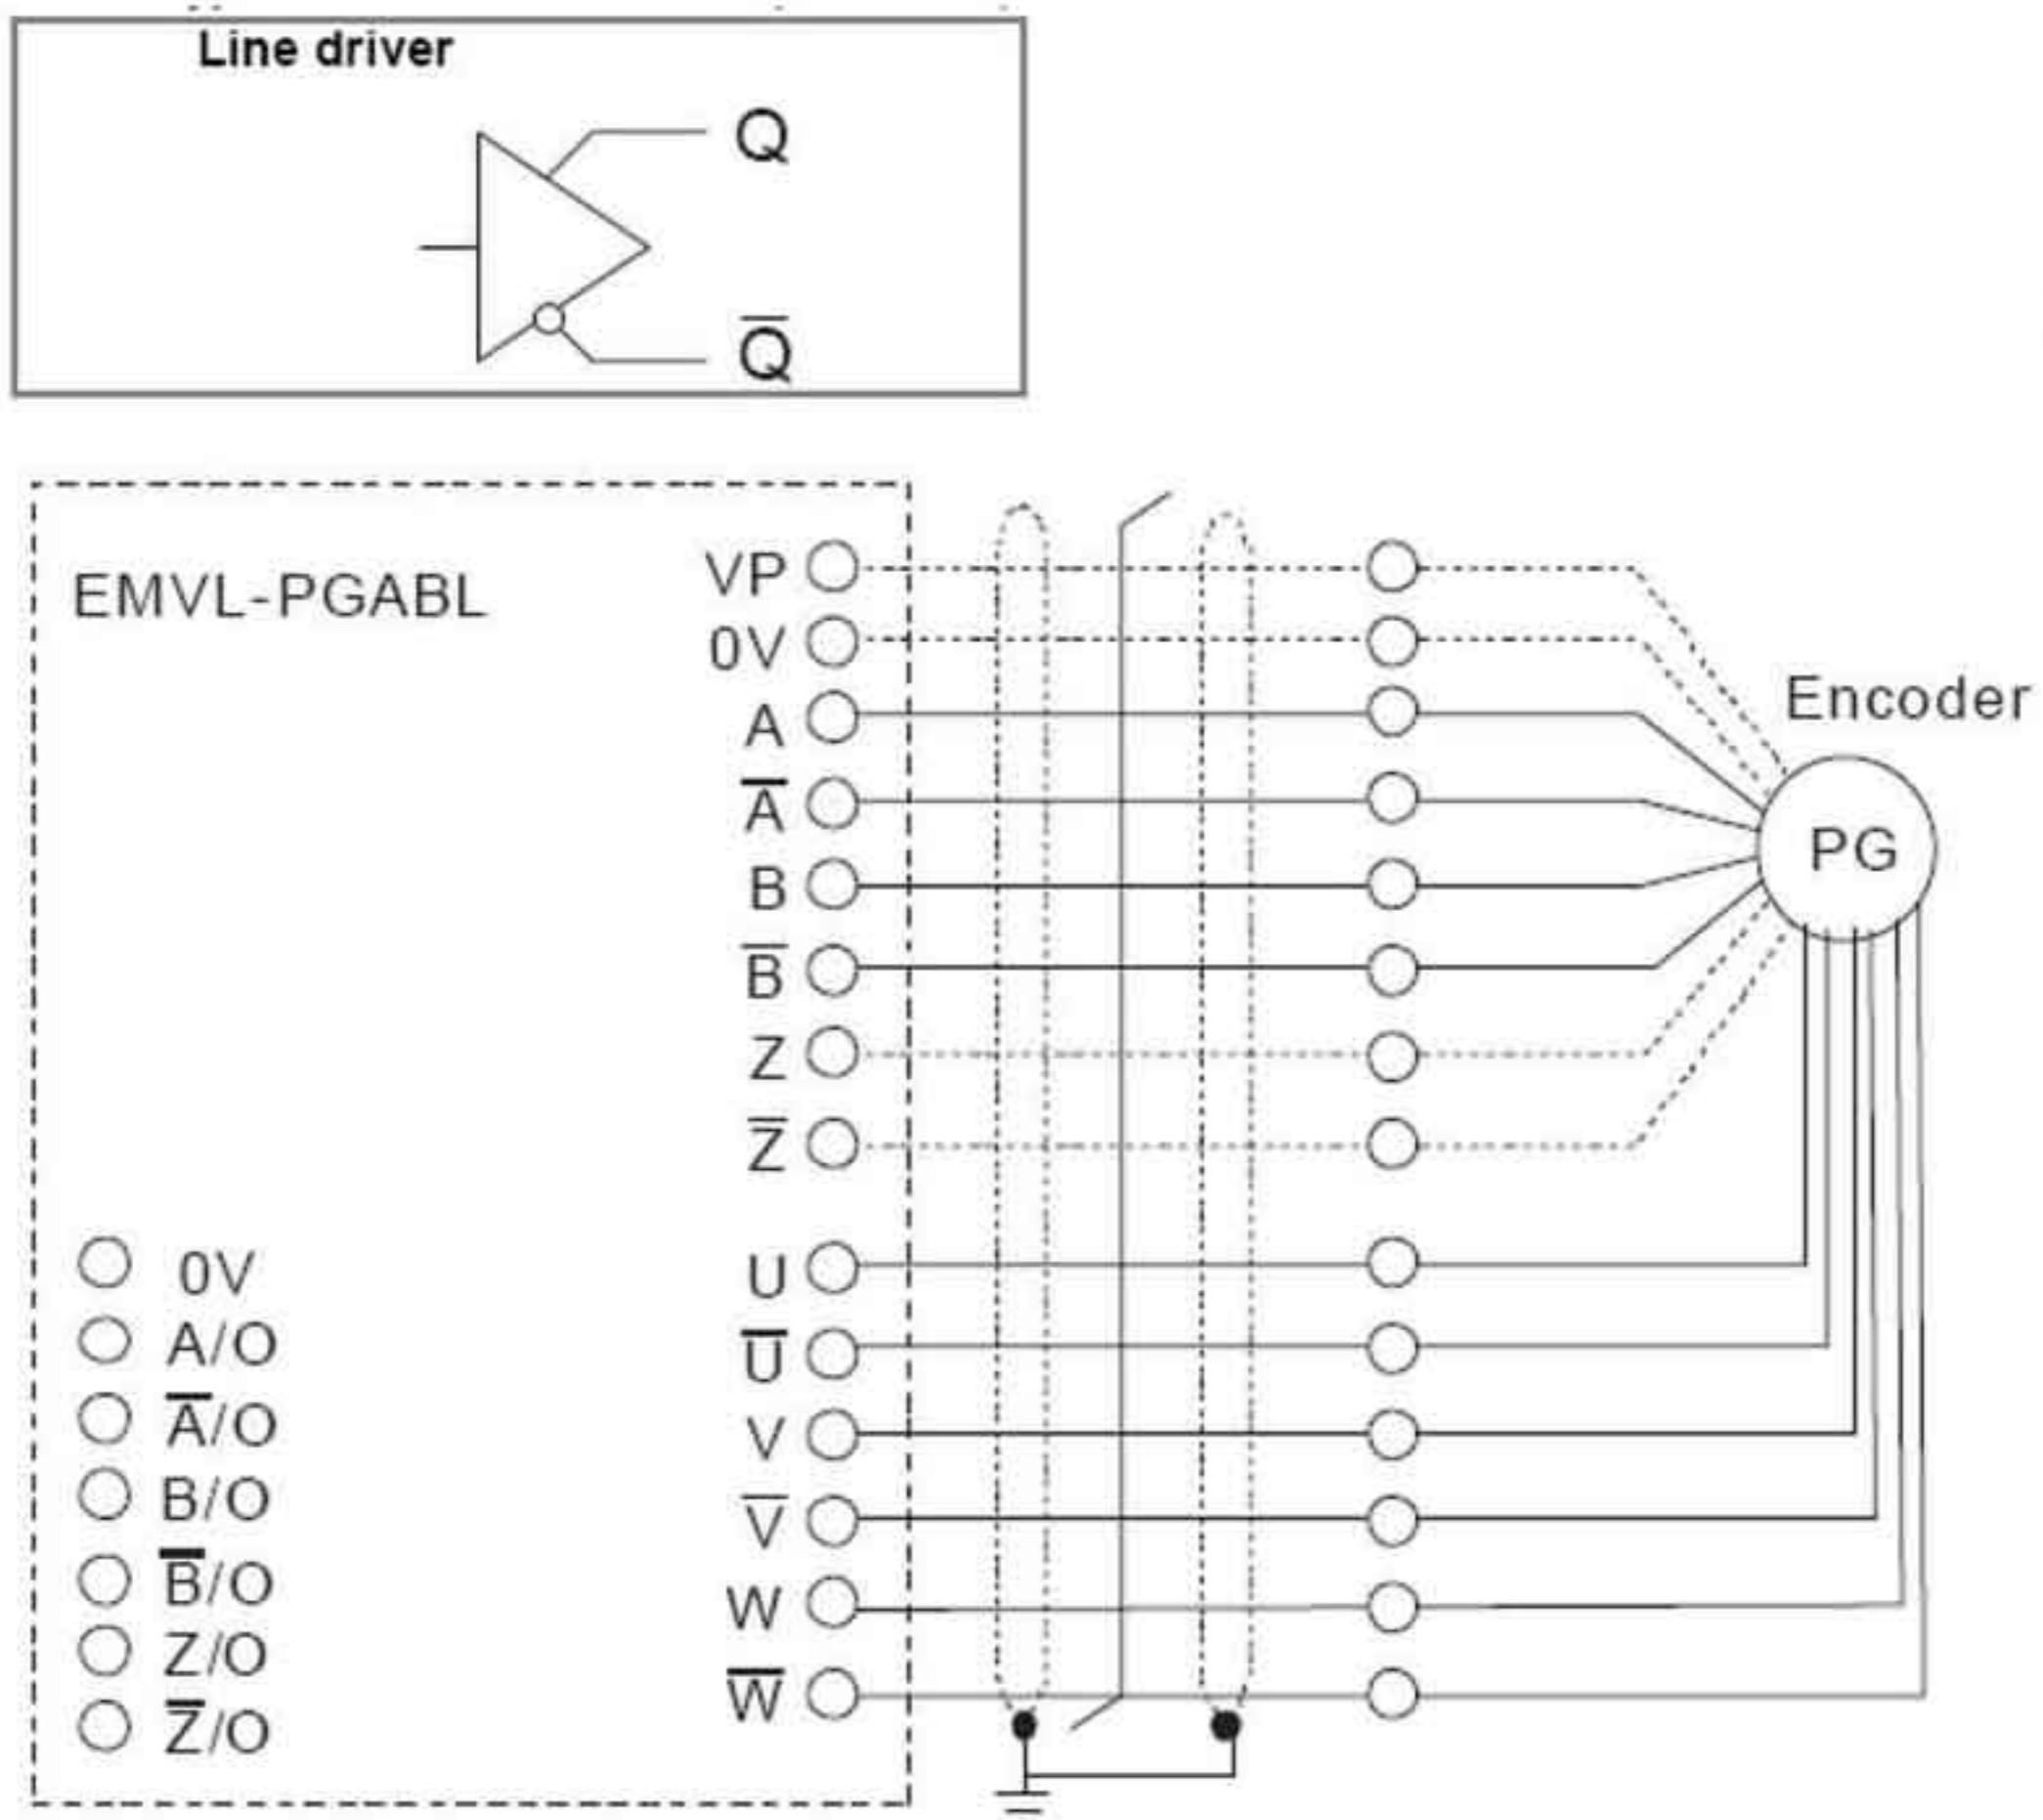 Line driver
Q
Q̅
EMVL-PGABL
VP
0V
A
A̅
B
B̅
Z
Z̅
U
U̅
V
V̅
W
W̅
0V
A/O
A̅/O
B/O
B̅/O
Z/O
Z̅/O
Encoder
PG